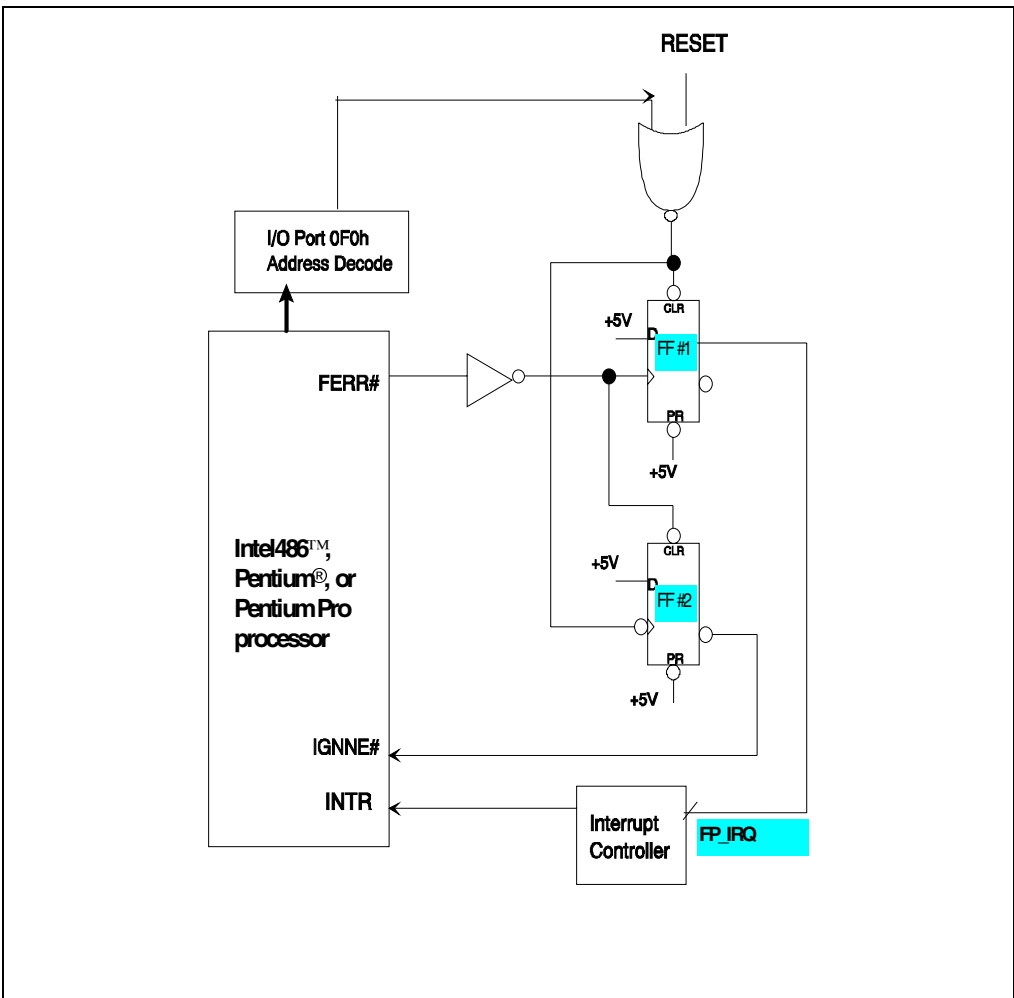 RESET
I/O Port 0F0h
Address Decode
CLR
+5V
D
FF #1
FERR#
PR
+5V
Intel486™,
Pentium®, or
Pentium Pro
processor
CLR
+5V
D
FF #2
PR
+5V
IGNNE#
INTR
Interrupt
Controller
FP_IRQ